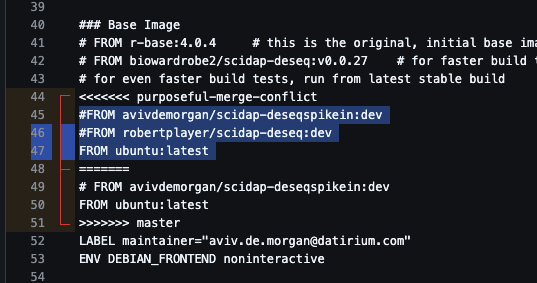 39
40 ### Base Image
41 # FROM r-base:4.0.4 # this is the original, initial base
42 # FROM biowardrobe2/scidap-deseq:v0.0.27 # for faster build t
43 # for even faster build tests, run from latest stable build
44 <<<<<<< purposeful-merge-conflict
45 #FROM avivdemorgan/scidap-deseqspikein:dev
46 #FROM robertplayer/scidap-deseq:dev
47 FROM ubuntu:latest
48 =======
49 # FROM avivdemorgan/scidap-deseqspikein:dev
50 FROM ubuntu:latest
51 >>>>>>> master
52 LABEL maintainer="aviv.de.morgan@datirium.com"
53 ENV DEBIAN_FRONTEND noninteractive
54